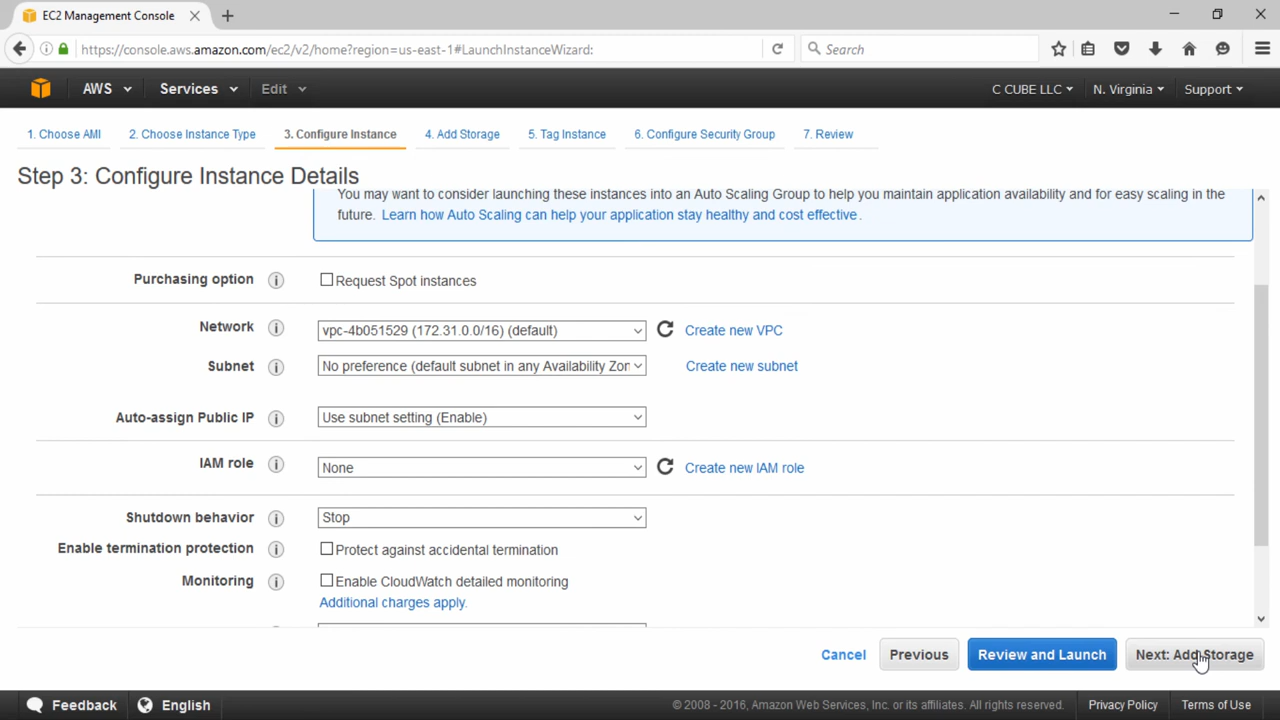 EC2 Management Console
https://console.aws.amazon.com/ec2/v2/home?region=us-east-1#LaunchInstanceWizard:
Search
AWS Services Edit C CUBE LLC N. Virginia Support
1. Choose AMI 2. Choose Instance Type 3. Configure Instance 4. Add Storage 5. Tag Instance 6. Configure Security Group 7. Review
Step 3: Configure Instance Details
You may want to consider launching these instances into an Auto Scaling Group to help you maintain application availability and for easy scaling in the
future. Learn how Auto Scaling can help your application stay healthy and cost effective.
Purchasing option Request Spot instances
Network vpc-4b051529 (172.31.0.0/16) (default) Create new VPC
Subnet No preference (default subnet in any Availability Zor Create new subnet
Auto-assign Public IP Use subnet setting (Enable)
IAM role None Create new IAM role
Shutdown behavior Stop
Enable termination protection Protect against accidental termination
Monitoring Enable CloudWatch detailed monitoring
Additional charges apply.
Cancel Previous Review and Launch Next: Add Storage
Feedback English © 2008 - 2016, Amazon Web Services, Inc. or its affiliates. All rights reserved. Privacy Policy Terms of Use